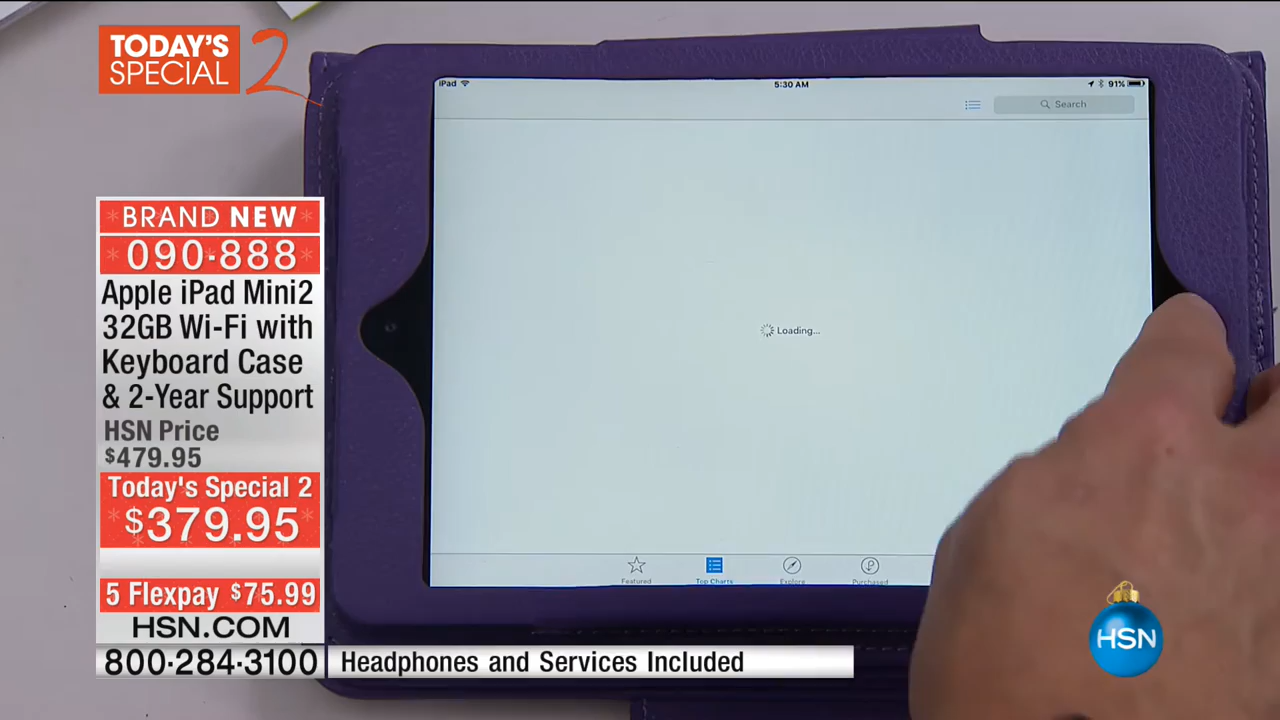 TODAY'S
SPECIAL 2
BRAND NEW
090·888
Apple iPad Mini2
32GB Wi-Fi with
Keyboard Case
& 2-Year Support
HSN Price
$479.95
Today's Special 2
$379.95
5 Flexpay $75.99
HSN.COM
800·284·3100
Headphones and Services Included
iPad
5:30 AM
91%
Search
Loading...
Featured
Top Charts
Explore
Purchased
HSN